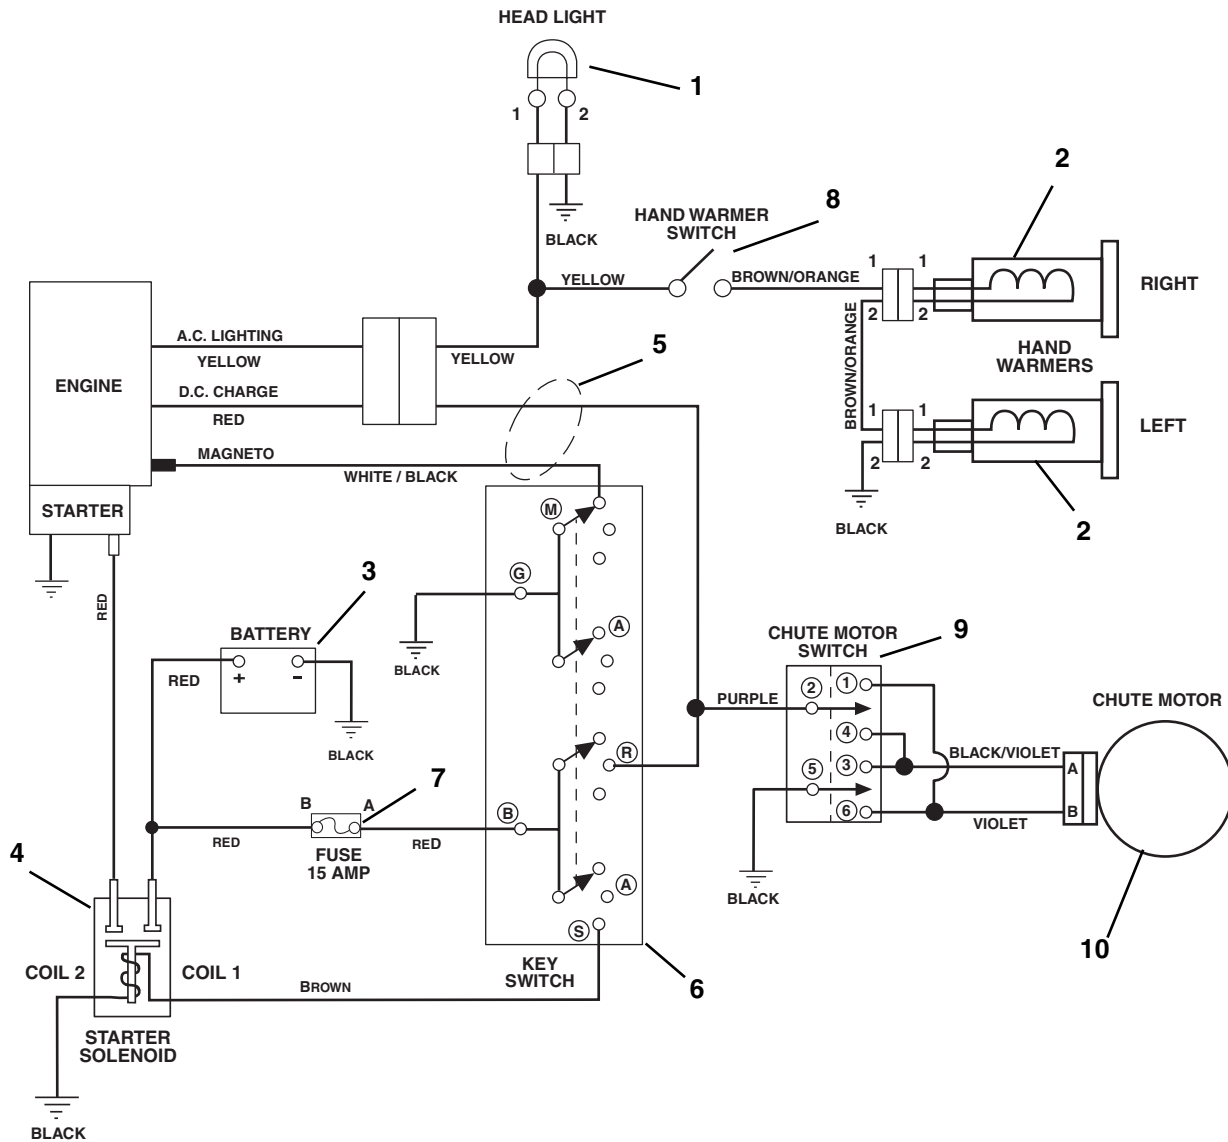 HEAD LIGHT
1
1 2
2
8
HAND WARMER
SWITCH
BLACK
YELLOW
BROWN/ORANGE
1 1
2 2
RIGHT
A.C. LIGHTING
YELLOW
YELLOW
5
BROWN/ORANGE
HAND
WARMERS
ENGINE
D.C. CHARGE
RED
1 1
2 2
LEFT
MAGNETO
WHITE / BLACK
STARTER
M
BLACK
2
RED
G
3
BATTERY
+ -
RED
BLACK
BLACK
A
CHUTE MOTOR
SWITCH
9
PURPLE
2 1
4
5 3
6
CHUTE MOTOR
BLACK/VIOLET
A
B
VIOLET
R
B A
7
RED
FUSE
15 AMP
RED
B
4
A
S
BLACK
10
COIL 2
COIL 1
BROWN
KEY
SWITCH
6
STARTER
SOLENOID
BLACK